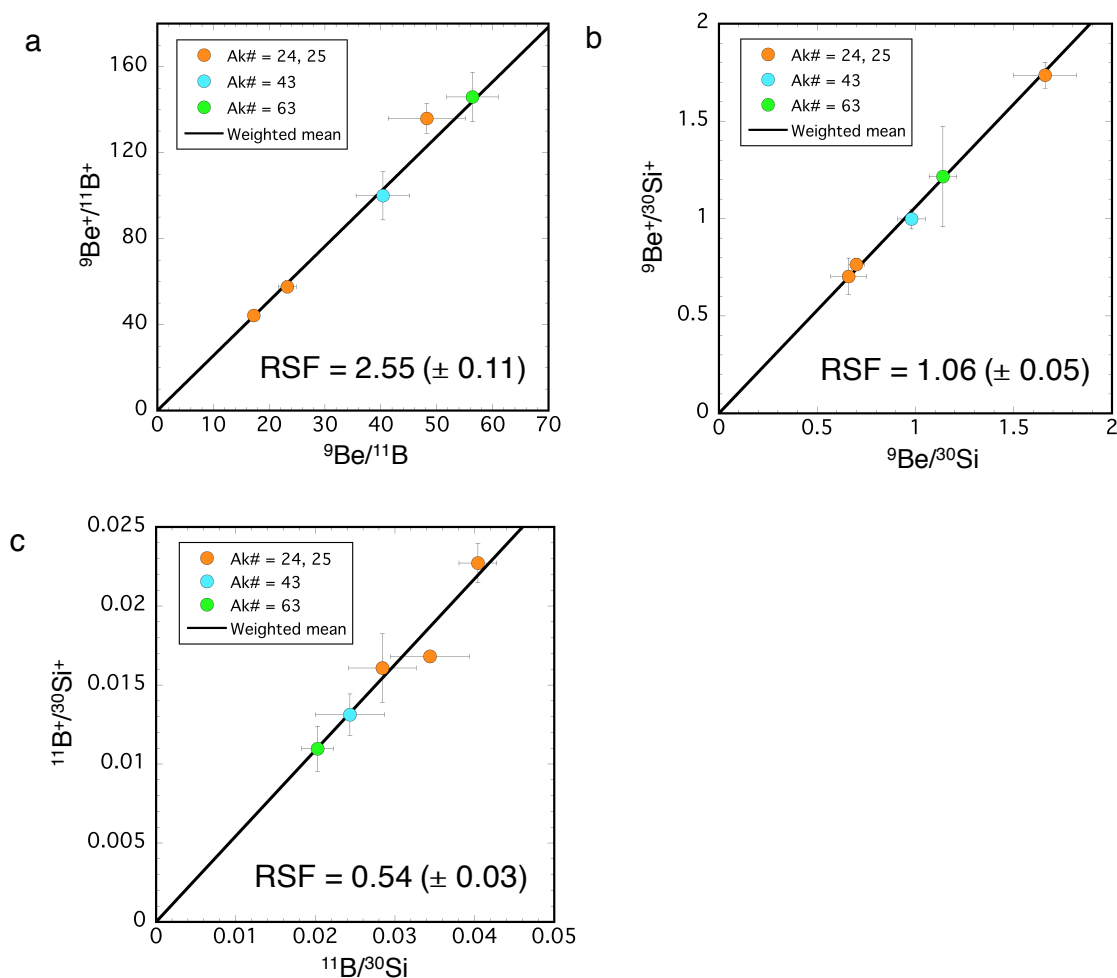 a
Ak# = 24, 25
Ak# = 43
Ak# = 63
Weighted mean
160
120
80
40
0
⁹Be⁺/¹¹B⁺
RSF = 2.55 (± 0.11)
0 10 20 30 40 50 60 70
⁹Be/¹¹B
b
Ak# = 24, 25
Ak# = 43
Ak# = 63
Weighted mean
2
1.5
1
0.5
0
⁹Be⁺/³⁰Si⁺
RSF = 1.06 (± 0.05)
0 0.5 1 1.5 2
⁹Be/³⁰Si
c
Ak# = 24, 25
Ak# = 43
Ak# = 63
Weighted mean
0.025
0.02
0.015
0.01
0.005
0
¹¹B⁺/³⁰Si⁺
RSF = 0.54 (± 0.03)
0 0.01 0.02 0.03 0.04 0.05
¹¹B/³⁰Si